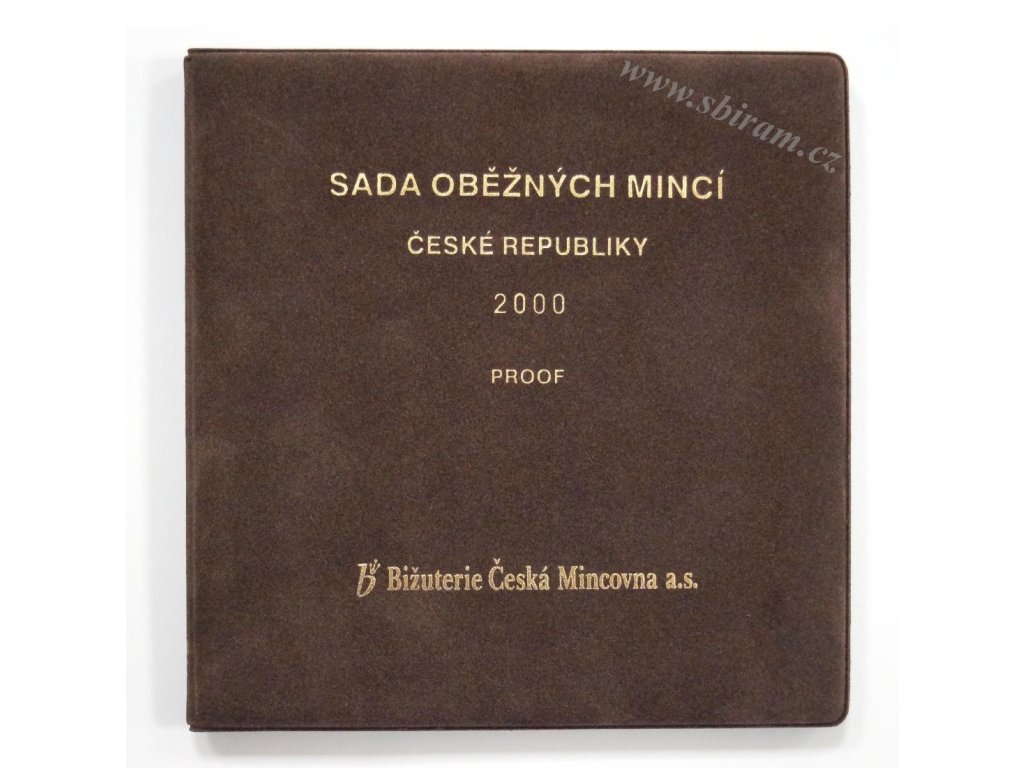 www.sbiram.cz
SADA OBĚŽNÝCH MINCÍ
ČESKÉ REPUBLIKY
2000
PROOF
Bižuterie Česká Mincovna a.s.